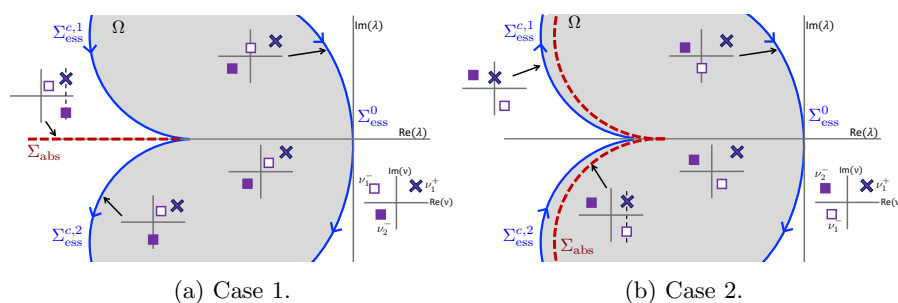 Σ_ess^{c,1}
Ω
Im(λ)
Σ_ess^0
Re(λ)
Σ_abs
Σ_ess^{c,2}
ν_1^-
Im(ν)
ν_1^+
Re(ν)
ν_2^-
(a) Case 1.
Σ_ess^{c,1}
Ω
Im(λ)
Σ_ess^0
Re(λ)
Σ_ess^{c,2}
Σ_abs
ν_2^-
Im(ν)
ν_1^+
Re(ν)
ν_1^-
(b) Case 2.